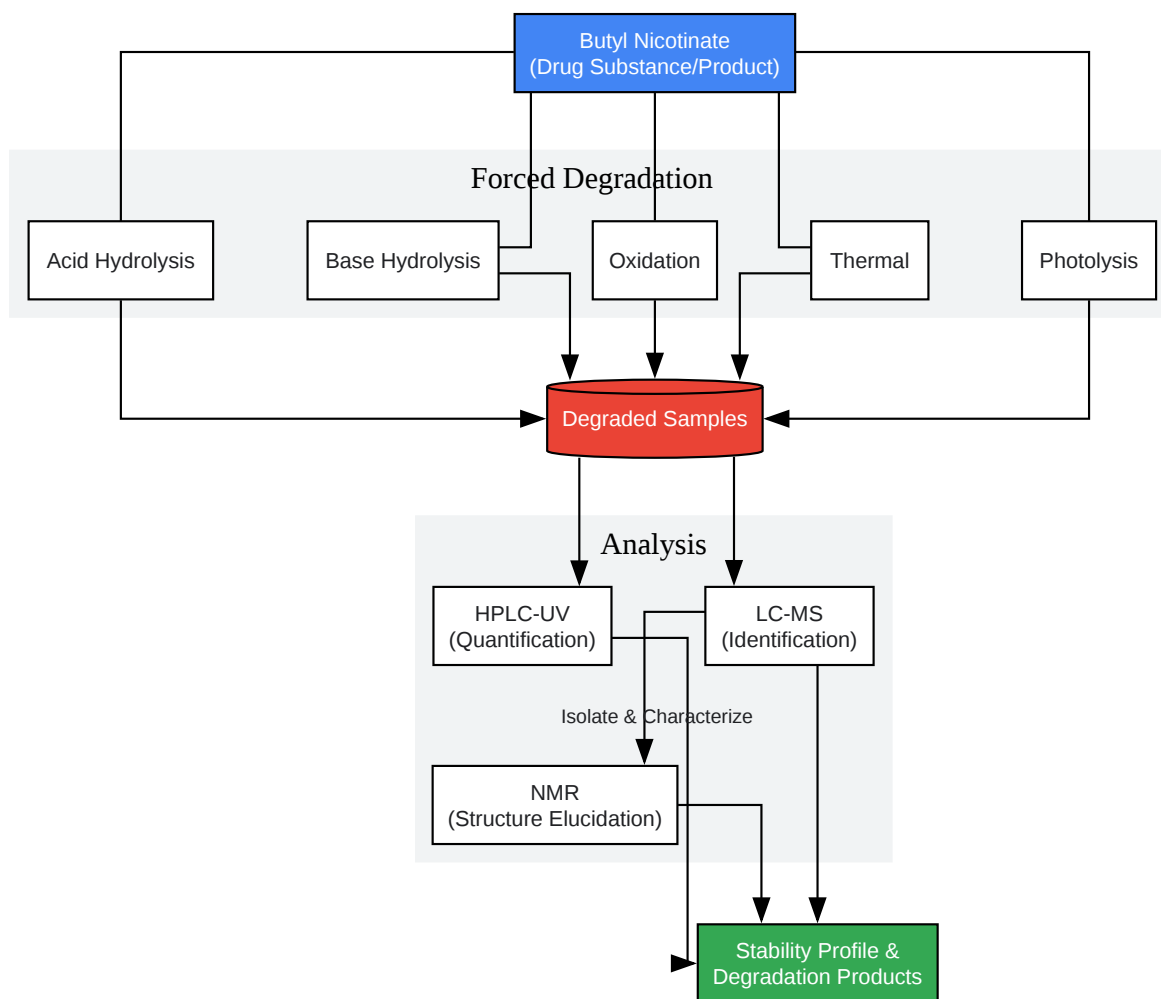 Butyl Nicotinate
(Drug Substance/Product)
Forced Degradation
Acid Hydrolysis
Base Hydrolysis
Oxidation
Thermal
Photolysis
Degraded Samples
Analysis
HPLC-UV
(Quantification)
LC-MS
(Identification)
Isolate & Characterize
NMR
(Structure Elucidation)
Stability Profile &
Degradation Products